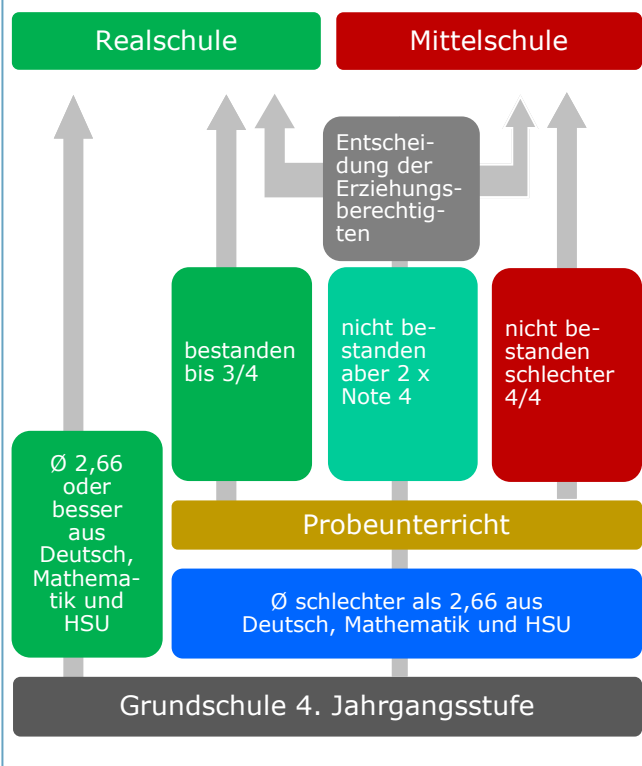 Realschule
Mittelschule
Entschei-
dung der
Erziehungs-
berechtig-
ten
bestanden
bis 3/4
nicht be-
standen
aber 2 x
Note 4
nicht be-
standen
schlechter
4/4
Ø 2,66
oder
besser
aus
Deutsch,
Mathema-
tik und
HSU
Probeunterricht
Ø schlechter als 2,66 aus
Deutsch, Mathematik und HSU
Grundschule 4. Jahrgangsstufe